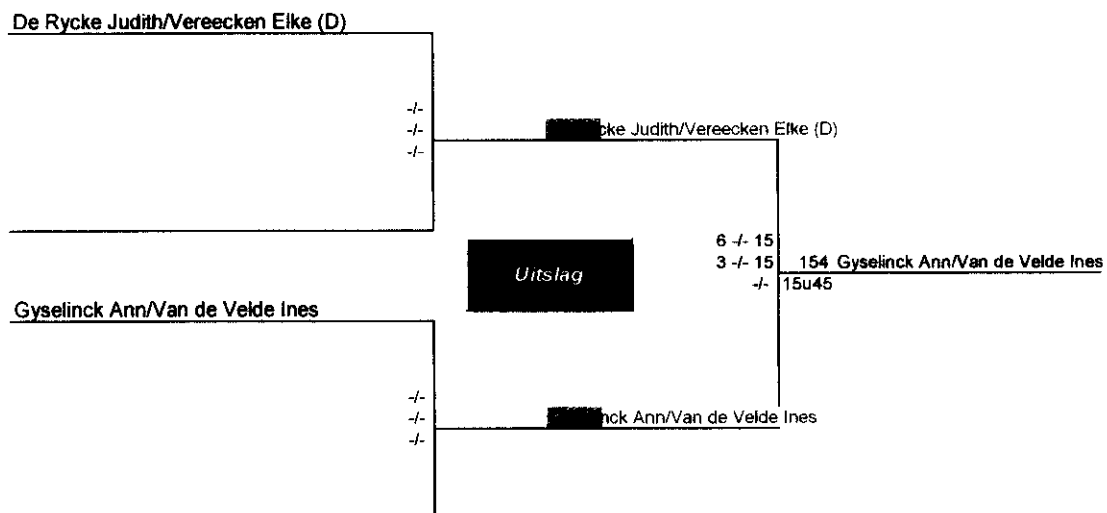 De Rycke Judith/Vereecken Elke (D)
-/-
-/-
-/-
cke Judith/Vereecken Elke (D)
6 -/- 15
3 -/- 15
154 Gyselinck Ann/Van de Velde Ines
-/-
15u45
Uitslag
Gyselinck Ann/Van de Velde Ines
-/-
-/-
-/-
nck Ann/Van de Velde Ines